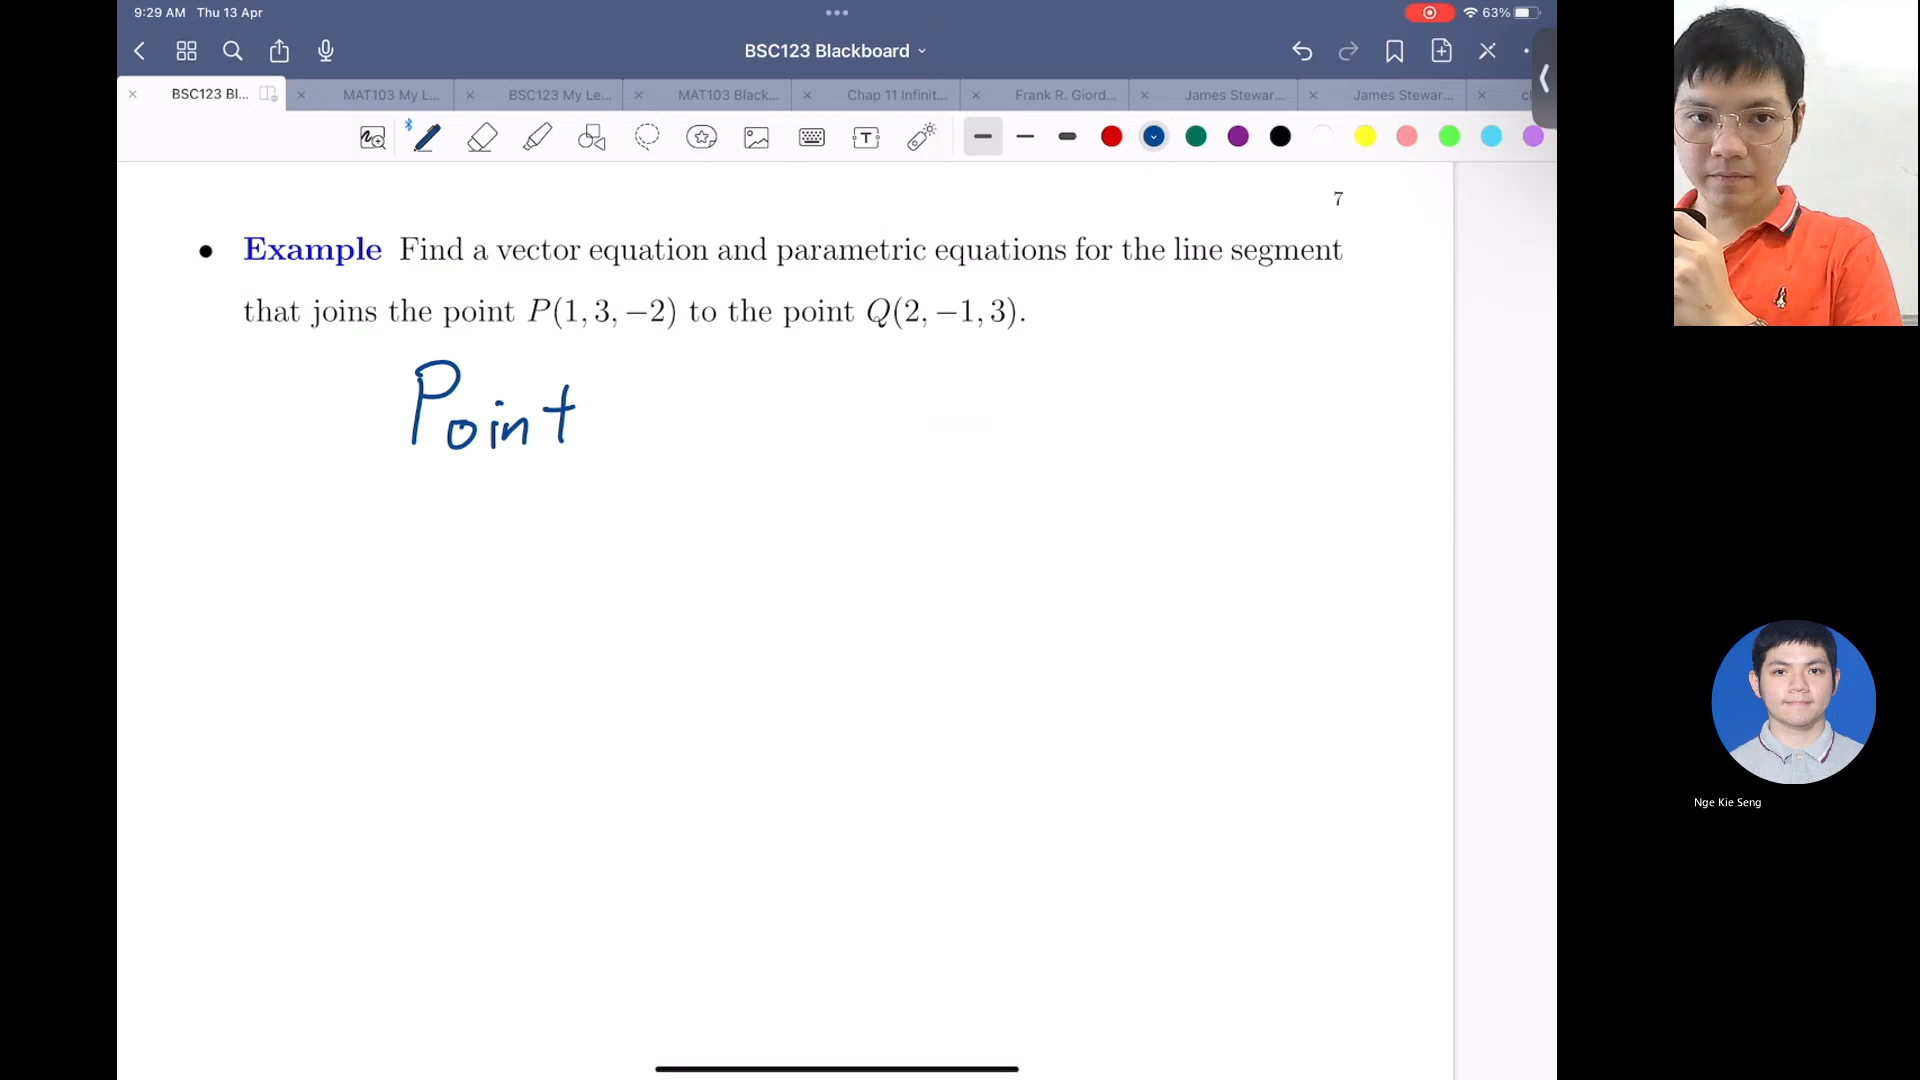 9:29 AM Thu 13 Apr
63%
BSC123 Blackboard
BSC123 Bl...
MAT103 My L...
BSC123 My Le...
MAT103 Black...
Chap 11 Infinit...
Frank R. Giord...
James Stewar...
James Stewar...
T
7
• Example Find a vector equation and parametric equations for the line segment
that joins the point P(1, 3, −2) to the point Q(2, −1, 3).
Point
Nge Kie Seng